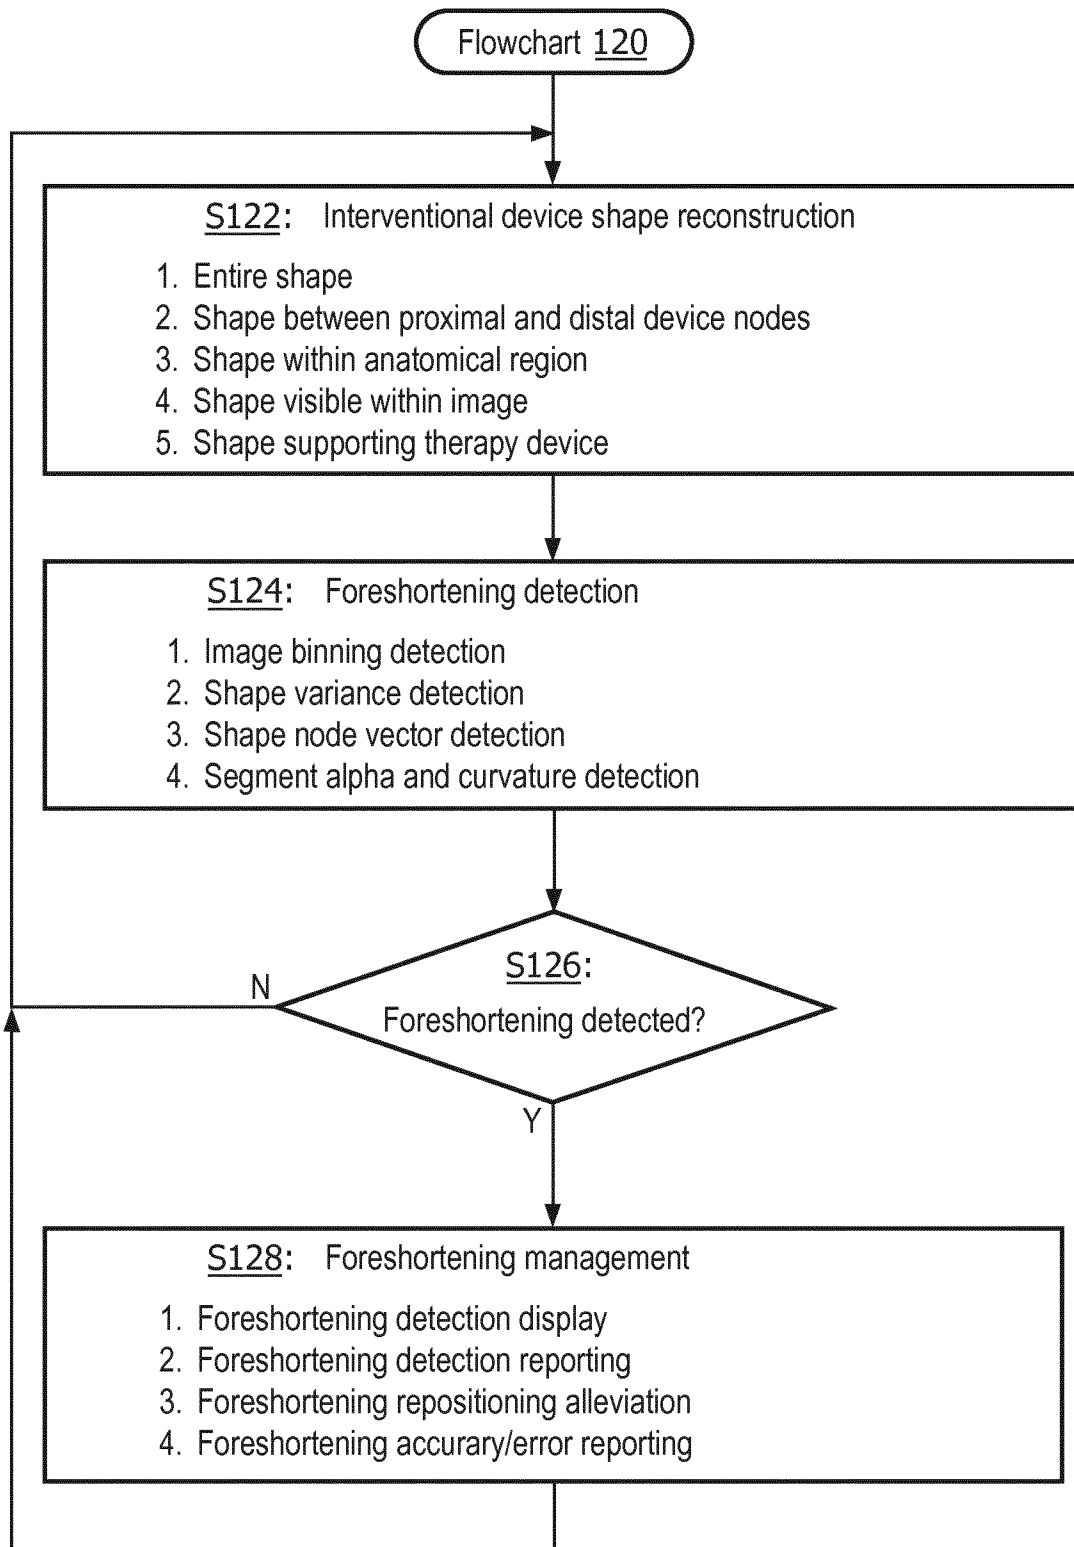 Flowchart 120
S122: Interventional device shape reconstruction
1. Entire shape
2. Shape between proximal and distal device nodes
3. Shape within anatomical region
4. Shape visible within image
5. Shape supporting therapy device
S124: Foreshortening detection
1. Image binning detection
2. Shape variance detection
3. Shape node vector detection
4. Segment alpha and curvature detection
S126:
N
Foreshortening detected?
Y
S128: Foreshortening management
1. Foreshortening detection display
2. Foreshortening detection reporting
3. Foreshortening repositioning alleviation
4. Foreshortening accurary/error reporting